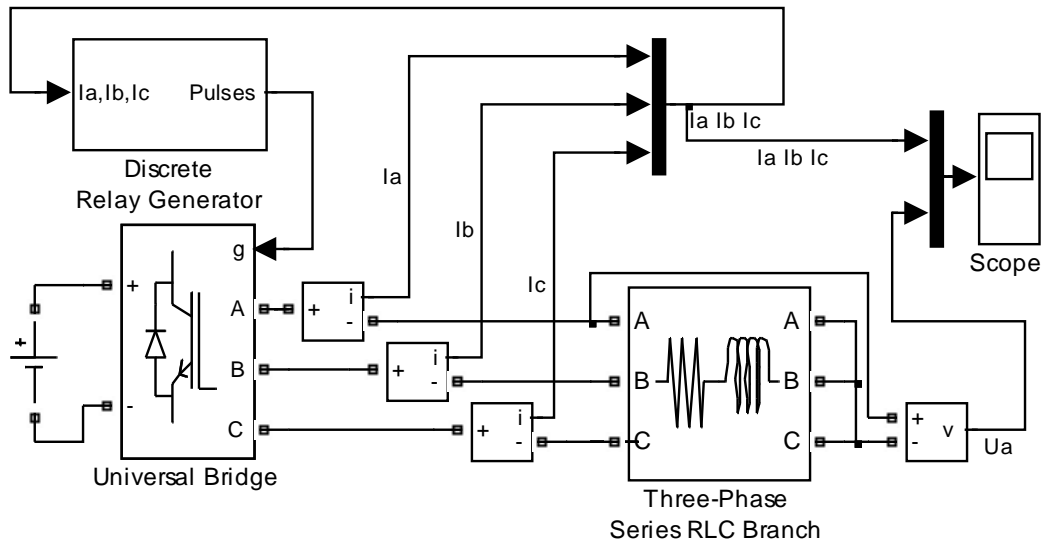 Ia,Ib,Ic
Pulses
Discrete
Relay Generator
Ia
Ib
Ic
Ia Ib Ic
Ia Ib Ic
Scope
g
+
-
A
B
C
Universal Bridge
+
+
i
-
+
i
-
+
i
-
A
B
C
A
B
C
Three-Phase
Series RLC Branch
+
-
v
Ua